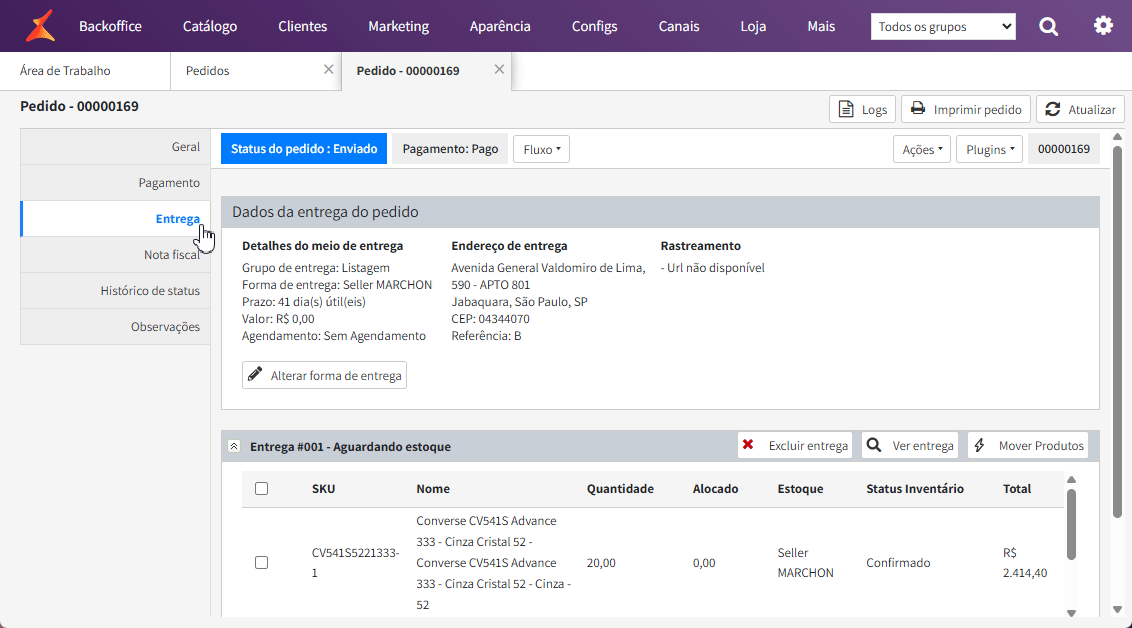 Backoffice Catálogo Clientes Marketing Aparência Configs Canais Loja Mais Todos os grupos
Área de Trabalho Pedidos Pedido - 00000169
Pedido - 00000169 Logs Imprimir pedido Atualizar
Geral
Pagamento
Entrega
Nota fiscal
Histórico de status
Observações
Status do pedido : Enviado Pagamento: Pago Fluxo Ações Plugins 00000169
Dados da entrega do pedido
Detalhes do meio de entrega
Grupo de entrega: Listagem
Forma de entrega: Seller MARCHON
Prazo: 41 dia(s) útil(eis)
Valor: R$ 0,00
Agendamento: Sem Agendamento
Endereço de entrega
Avenida General Valdomiro de Lima,
590 - APTO 801
Jabaquara, São Paulo, SP
CEP: 04344070
Referência: B
Rastreamento
- Url não disponível
Alterar forma de entrega
Entrega #001 - Aguardando estoque Excluir entrega Ver entrega Mover Produtos
SKU Nome Quantidade Alocado Estoque Status Inventário Total
CV541S5221333-
1
Converse CV541S Advance
333 - Cinza Cristal 52 -
Converse CV541S Advance
333 - Cinza Cristal 52 - Cinza -
52
20,00
0,00
Seller
MARCHON
Confirmado
R$
2.414,40